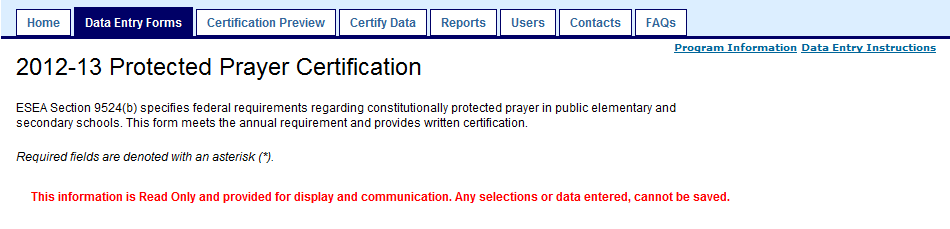 Home Data Entry Forms Certification Preview Certify Data Reports Users Contacts FAQs
Program Information Data Entry Instructions
2012-13 Protected Prayer Certification
ESEA Section 9524(b) specifies federal requirements regarding constitutionally protected prayer in public elementary and
secondary schools. This form meets the annual requirement and provides written certification.
Required fields are denoted with an asterisk (*).
This information is Read Only and provided for display and communication. Any selections or data entered, cannot be saved.